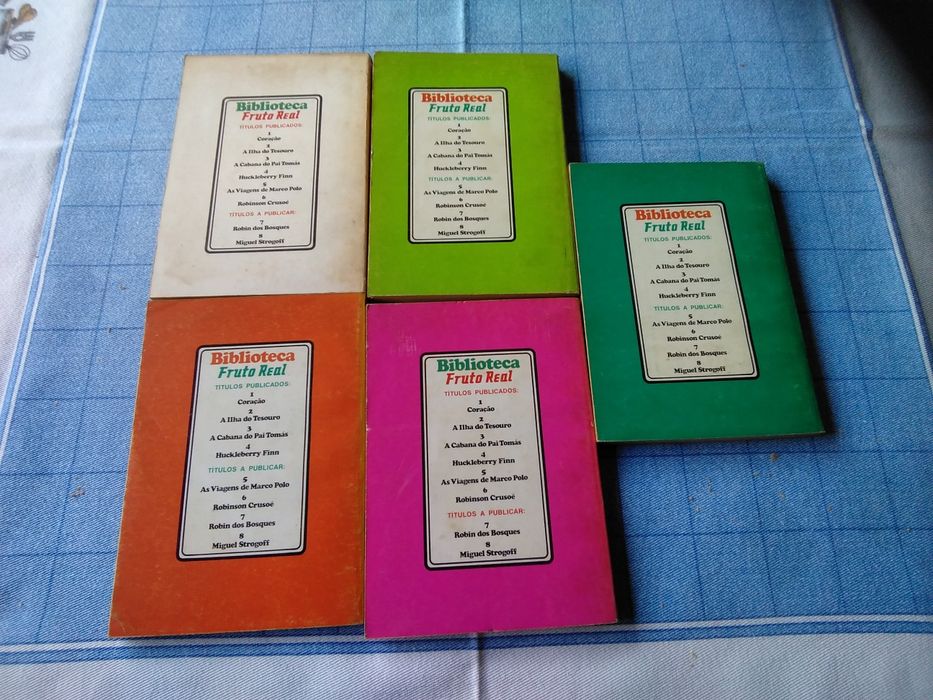 Biblioteca
Fruto Real
TÍTULOS PUBLICADOS:
1
Coração
2
A Ilha do Tesouro
3
A Cabana do Pai Tomás
4
Huckleberry Finn
5
As Viagens de Marco Polo
6
Robinson Crusoé
TÍTULOS A PUBLICAR:
7
Robin dos Bosques
8
Miguel Strogoff
Biblioteca
Fruto Real
TÍTULOS PUBLICADOS:
1
Coração
2
A Ilha do Tesouro
3
A Cabana do Pai Tomás
4
Huckleberry Finn
TÍTULOS A PUBLICAR:
5
As Viagens de Marco Polo
6
Robinson Crusoé
7
Robin dos Bosques
8
Miguel Strogoff
Biblioteca
Fruto Real
TÍTULOS PUBLICADOS:
1
Coração
2
A Ilha do Tesouro
3
A Cabana do Pai Tomás
4
Huckleberry Finn
TÍTULOS A PUBLICAR:
5
As Viagens de Marco Polo
6
Robinson Crusoé
7
Robin dos Bosques
8
Miguel Strogoff
Biblioteca
Fruto Real
TÍTULOS PUBLICADOS:
1
Coração
2
A Ilha do Tesouro
3
A Cabana do Pai Tomás
4
Huckleberry Finn
TÍTULOS A PUBLICAR:
5
As Viagens de Marco Polo
6
Robinson Crusoé
7
Robin dos Bosques
8
Miguel Strogoff
Biblioteca
Fruto Real
TÍTULOS PUBLICADOS:
1
Coração
2
A Ilha do Tesouro
3
A Cabana do Pai Tomás
4
Huckleberry Finn
5
As Viagens de Marco Polo
6
Robinson Crusoé
TÍTULOS A PUBLICAR:
7
Robin dos Bosques
8
Miguel Strogoff